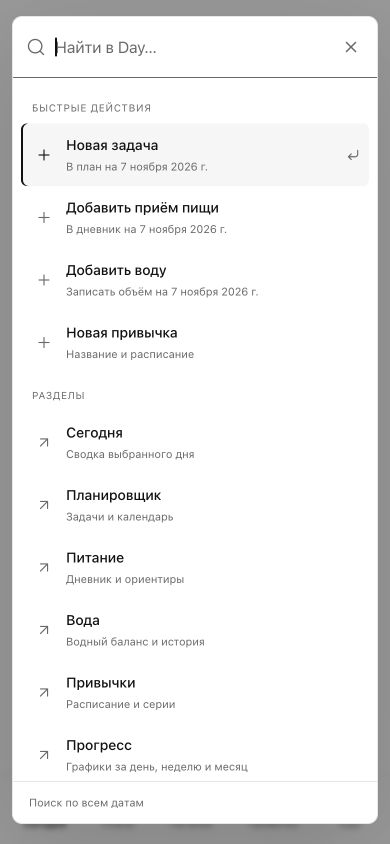 Найти в Day...
БЫСТРЫЕ ДЕЙСТВИЯ
Новая задача
В план на 7 ноября 2026 г.
Добавить приём пищи
В дневник на 7 ноября 2026 г.
Добавить воду
Записать объём на 7 ноября 2026 г.
Новая привычка
Название и расписание
РАЗДЕЛЫ
Сегодня
Сводка выбранного дня
Планировщик
Задачи и календарь
Питание
Дневник и ориентиры
Вода
Водный баланс и история
Привычки
Расписание и серии
Прогресс
Графики за день, неделю и месяц
Поиск по всем датам